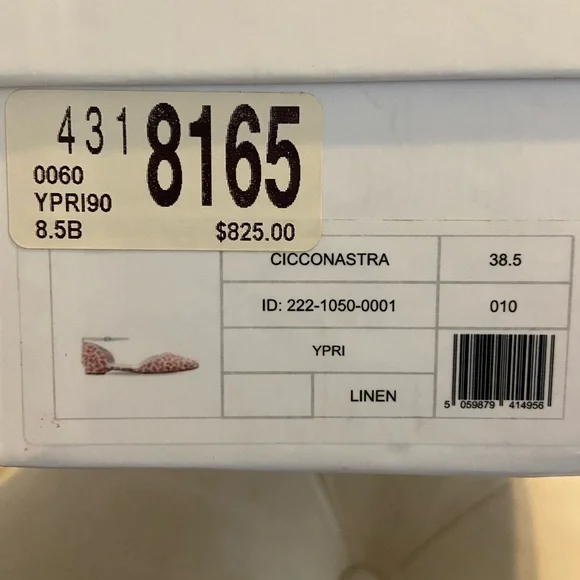 431 8165
0060
YPRI90
8.5B $825.00
CICCONASTRA 38.5
ID: 222-1050-0001 010
YPRI
LINEN
5 059879 414956